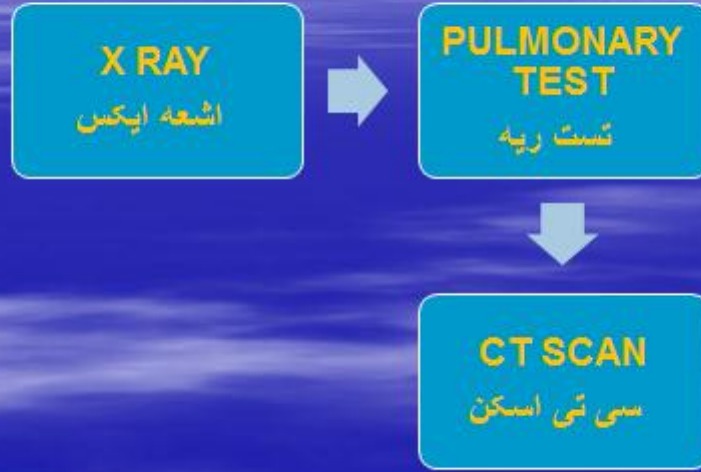 X RAY
اشعه ایکس
PULMONARY
TEST
تست ریه
CT SCAN
سی تی اسکن